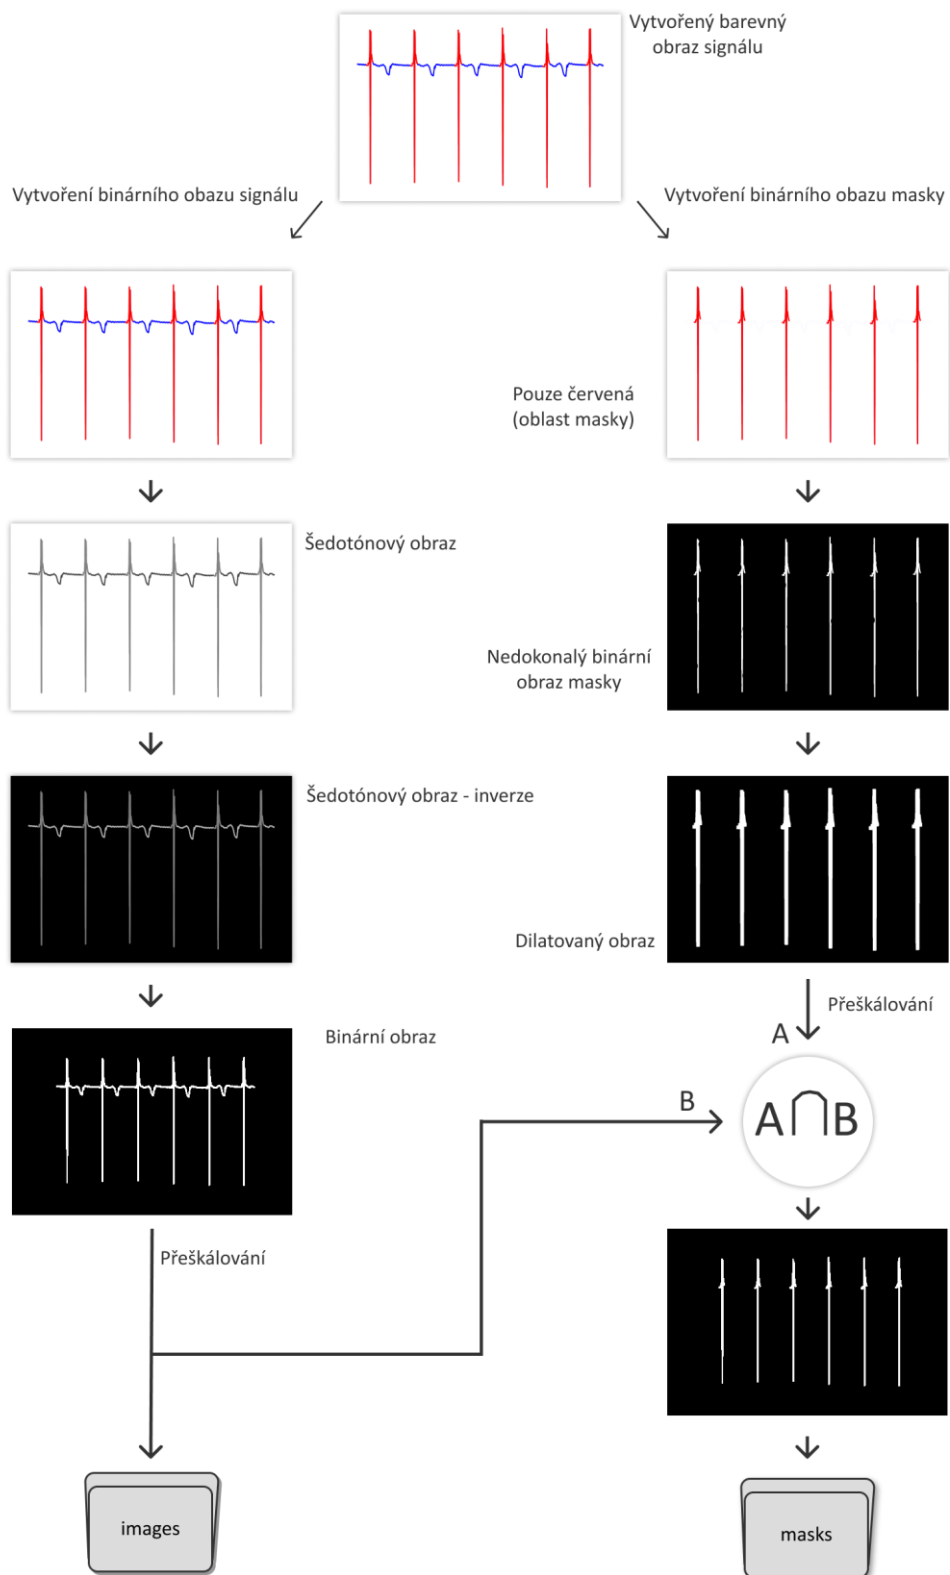 Vytvořený barevný
obraz signálu
Vytvoření binárního obazu signálu
Vytvoření binárního obazu masky
Pouze červená
(oblast masky)
Šedotónový obraz
Nedokonalý binární
obraz masky
Šedotónový obraz - inverze
Dilatovaný obraz
Přeškálování
A
Binární obraz
B
A∩B
Přeškálování
images
masks